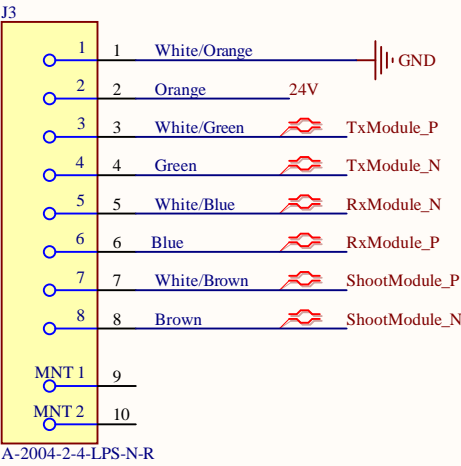 J3
1 1 White/Orange GND
2 2 Orange 24V
3 3 White/Green TxModule_P
4 4 Green TxModule_N
5 5 White/Blue RxModule_N
6 6 Blue RxModule_P
7 7 White/Brown ShootModule_P
8 8 Brown ShootModule_N
MNT 1 9
MNT 2 10
A-2004-2-4-LPS-N-R